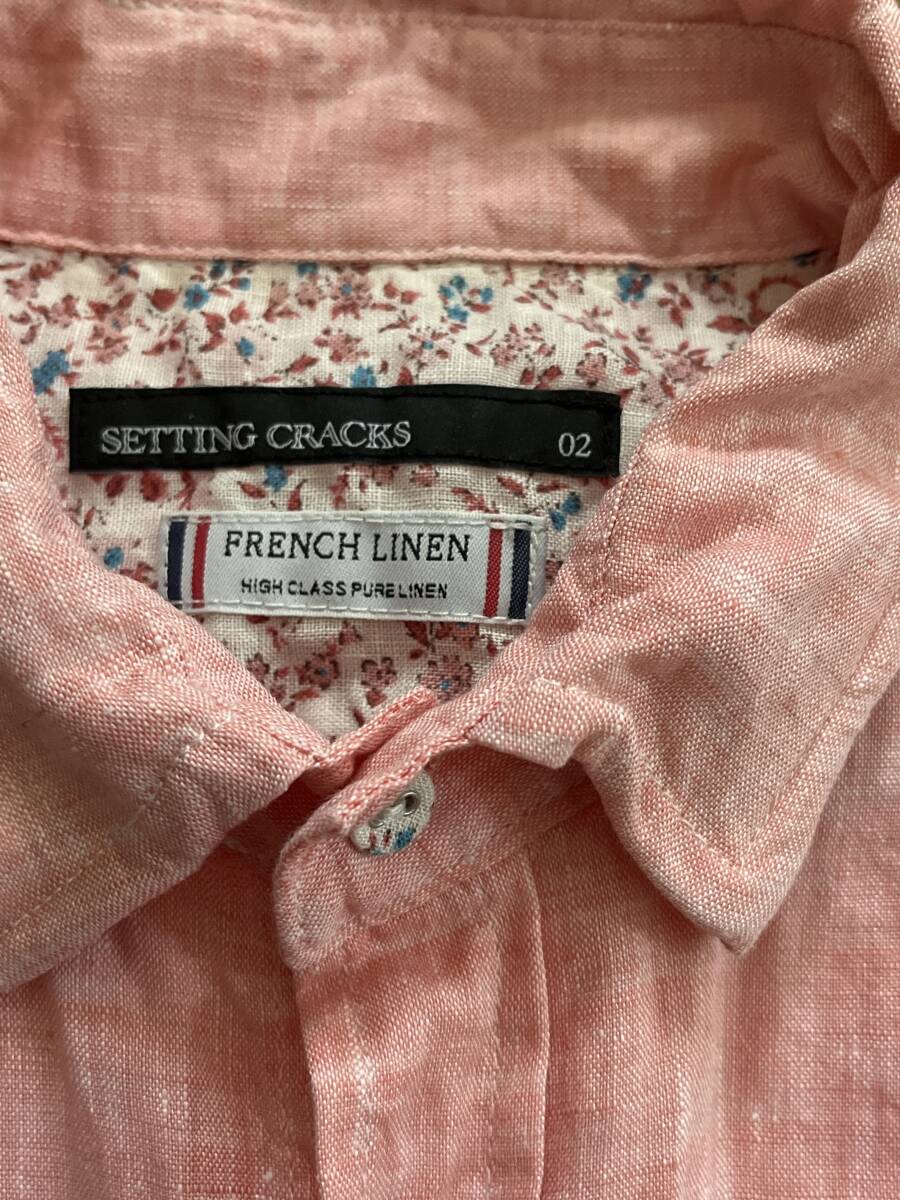 SETTING CRACKS 02
FRENCH LINEN
HIGH CLASS PURE LINEN